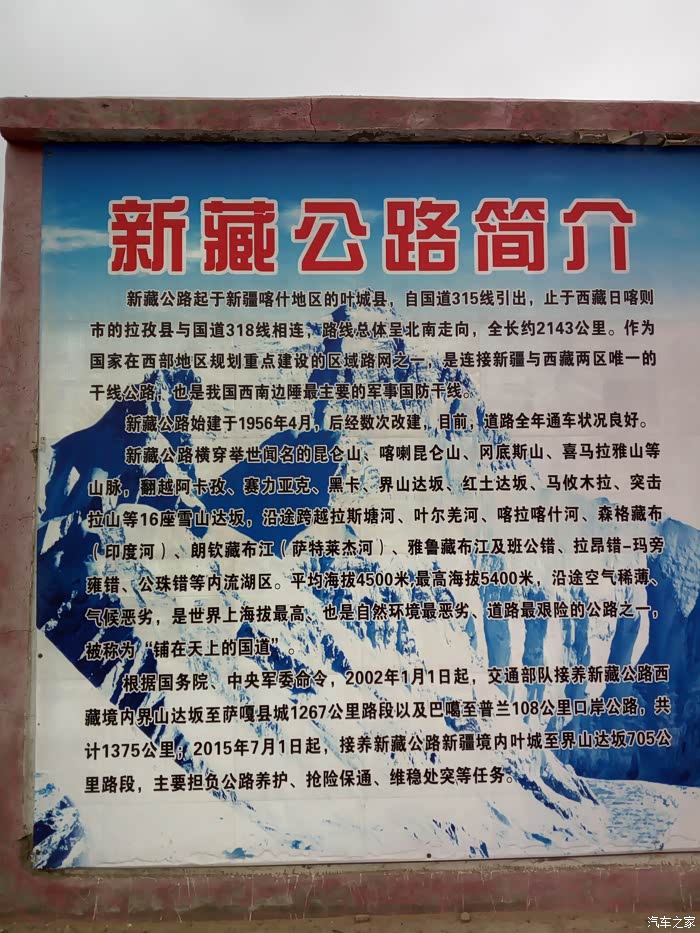 新藏公路简介
新藏公路起于新疆喀什地区的叶城县，自国道315线引出，止于西藏日喀则
市的拉孜县与国道318线相连，路线总体呈北南走向，全长约2143公里。作为
国家在西部地区规划重点建设的区域路网之一，是连接新疆与西藏两区唯一的
干线公路，也是我国西南边陲最主要的军事国防干线。
新藏公路始建于1956年4月，后经数次改建，目前，道路全年通车状况良好。
新藏公路横穿举世闻名的昆仑山、喀喇昆仑山、冈底斯山、喜马拉雅山等
山脉，翻越阿卡孜、赛力亚克、黑卡、界山达坂、红土达坂、马攸木拉、突击
拉山等16座雪山达坂，沿途跨越拉斯塘河、叶尔羌河、喀拉喀什河、森格藏布
（印度河）、朗钦藏布江（萨特莱杰河）、雅鲁藏布江及班公错、拉昂错-玛旁
雍错、公珠错等内流湖区。平均海拔4500米,最高海拔5400米，沿途空气稀薄、
气候恶劣，是世界上海拔最高、也是自然环境最恶劣、道路最艰险的公路之一，
被称为“铺在天上的国道”。
根据国务院、中央军委命令，2002年1月1日起，交通部队接养新藏公路西
藏境内界山达坂至萨嘎县城1267公里路段以及巴噶至普兰108公里口岸公路，共
计1375公里；2015年7月1日起，接养新藏公路新疆境内叶城至界山达坂705公
里路段，主要担负公路养护、抢险保通、维稳处突等任务。
汽车之家